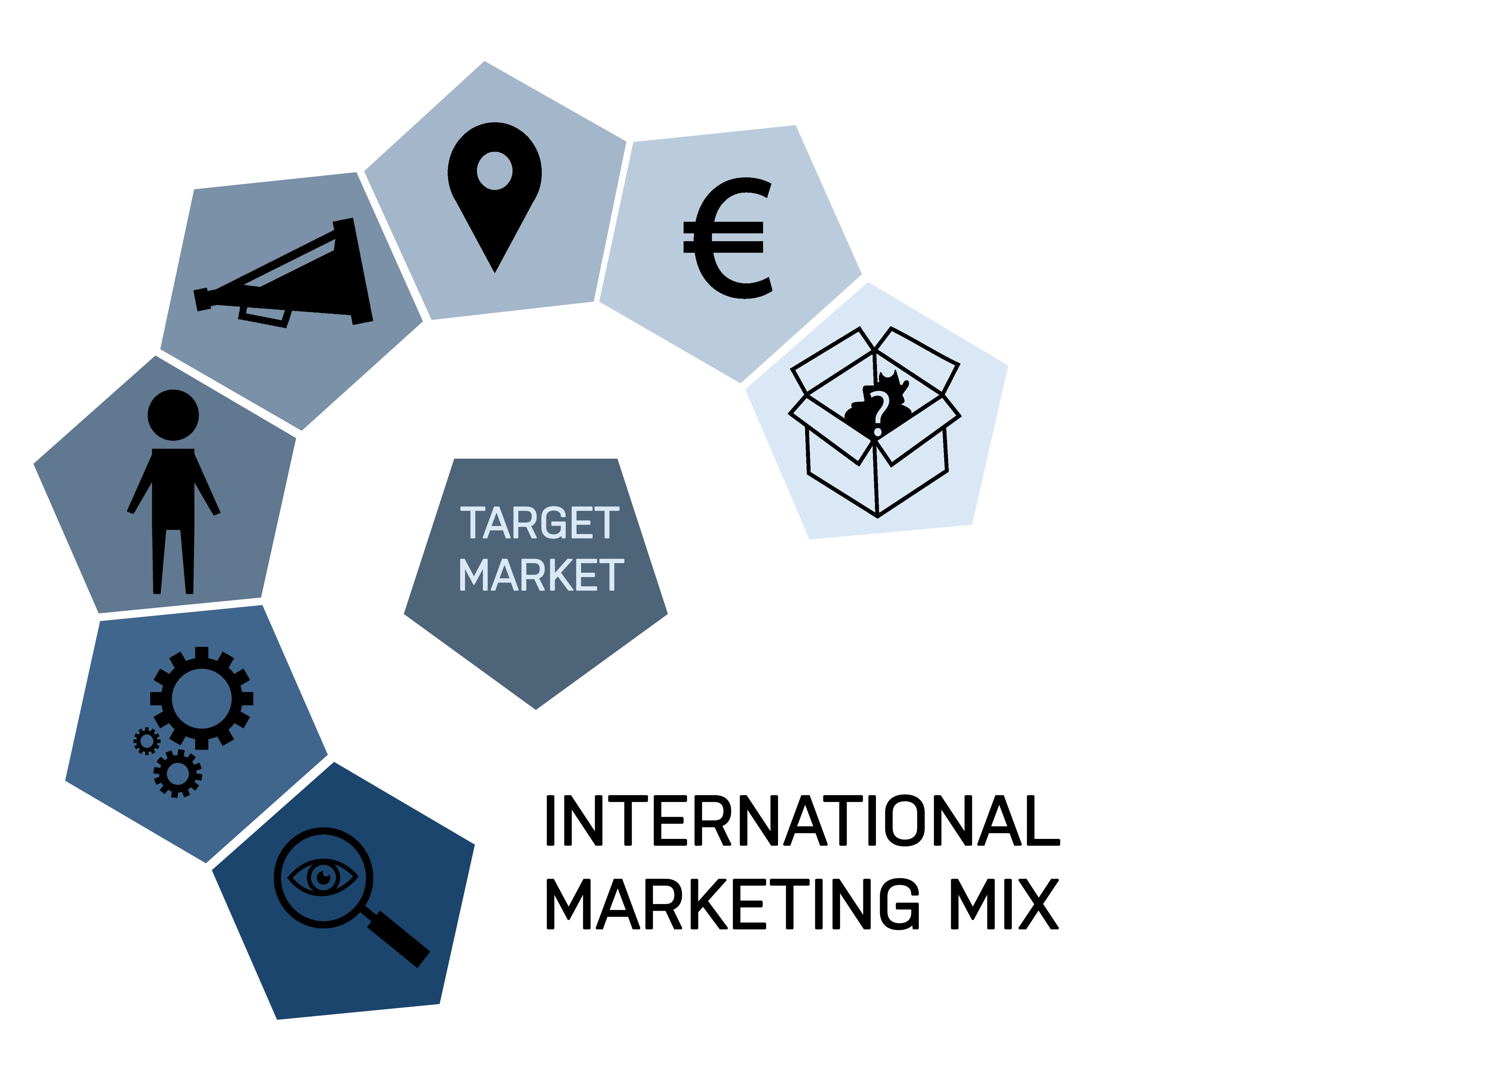 €
?
TARGET
MARKET
INTERNATIONAL
MARKETING MIX